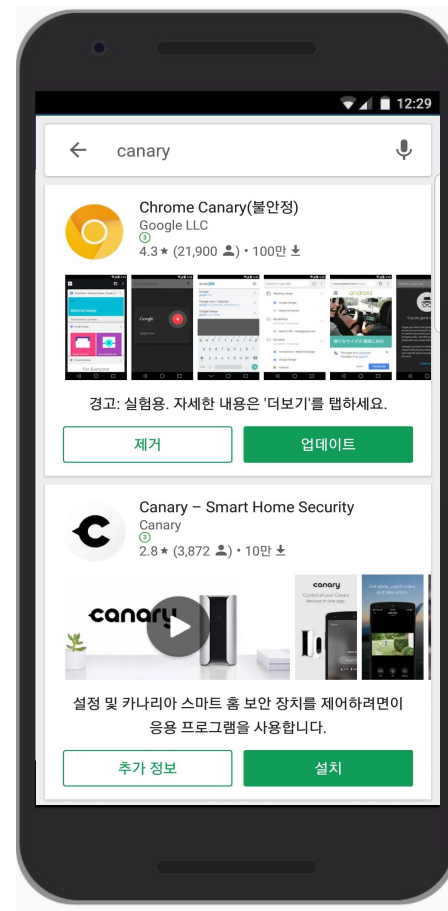 12:29
canary
Chrome Canary(불안정)
Google LLC
3
4.3★ (21,900) • 100만
경고: 실험용. 자세한 내용은 '더보기'를 탭하세요.
제거
업데이트
Canary – Smart Home Security
Canary
3
2.8★ (3,872) • 10만
canary
canary
설정 및 카나리아 스마트 홈 보안 장치를 제어하려면이
응용 프로그램을 사용합니다.
추가 정보
설치